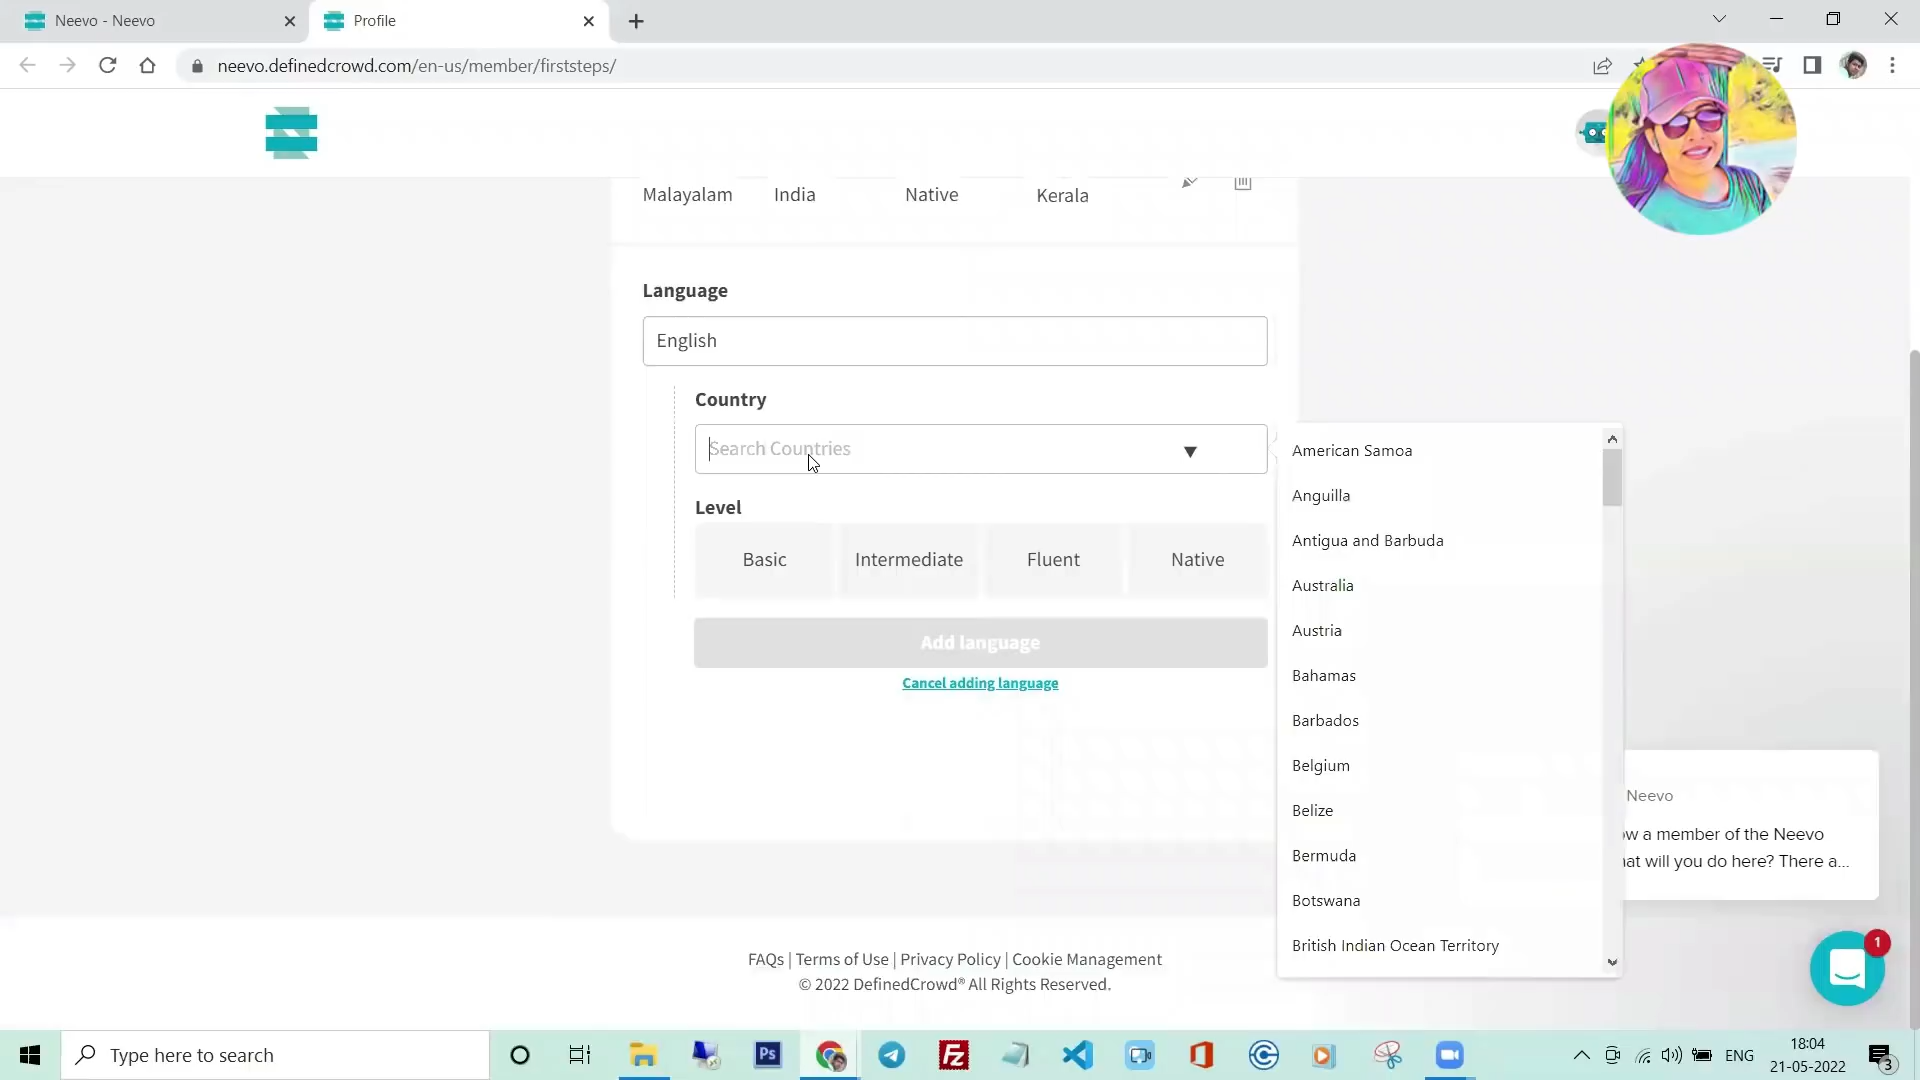 Neevo - Neevo
Profile
neevo.definedcrowd.com/en-us/member/firststeps/
Malayalam India Native Kerala
Language
English
Country
Search Countries
Level
Basic Intermediate Fluent Native
Add language
Cancel adding language
American Samoa
Anguilla
Antigua and Barbuda
Australia
Austria
Bahamas
Barbados
Belgium
Belize
Bermuda
Botswana
British Indian Ocean Territory
Neevo
ow a member of the Neevo
at will you do here? There a...
1
FAQs | Terms of Use | Privacy Policy | Cookie Management
© 2022 DefinedCrowd® All Rights Reserved.
Type here to search
Ps
Fz
ENG
18:04
21-05-2022
3